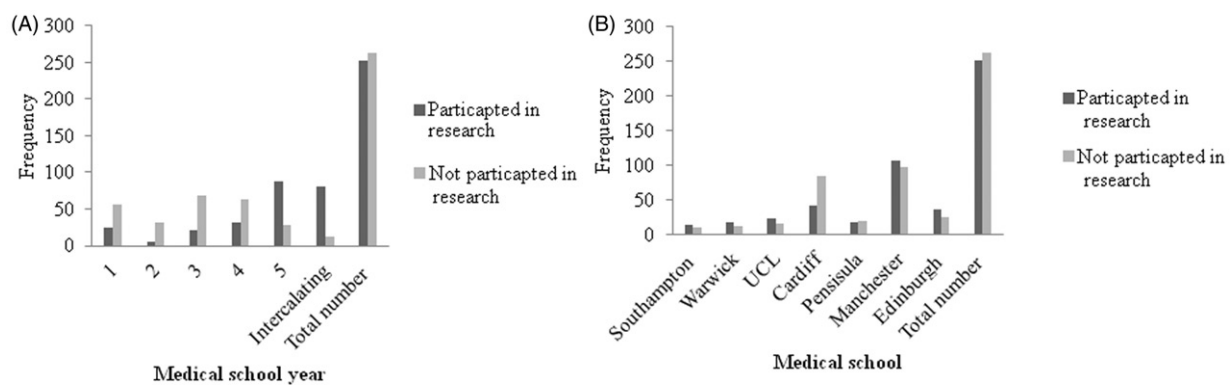 (A)
300
250
200
150
100
50
0
Frequency
1
2
3
4
5
Intercalating
Total number
Medical school year
Particapted in
research
Not particapted in
research
(B)
300
250
200
150
100
50
0
Frequency
Southampton
Warwick
UCL
Cardiff
Pensisula
Manchester
Edinburgh
Total number
Medical school
Particapted in
research
Not particapted in
research